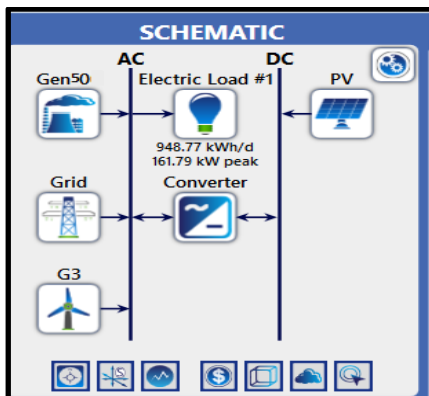 SCHEMATIC
AC DC
Gen50 Electric Load #1 PV
948.77 kWh/d
161.79 kW peak
Grid Converter
G3